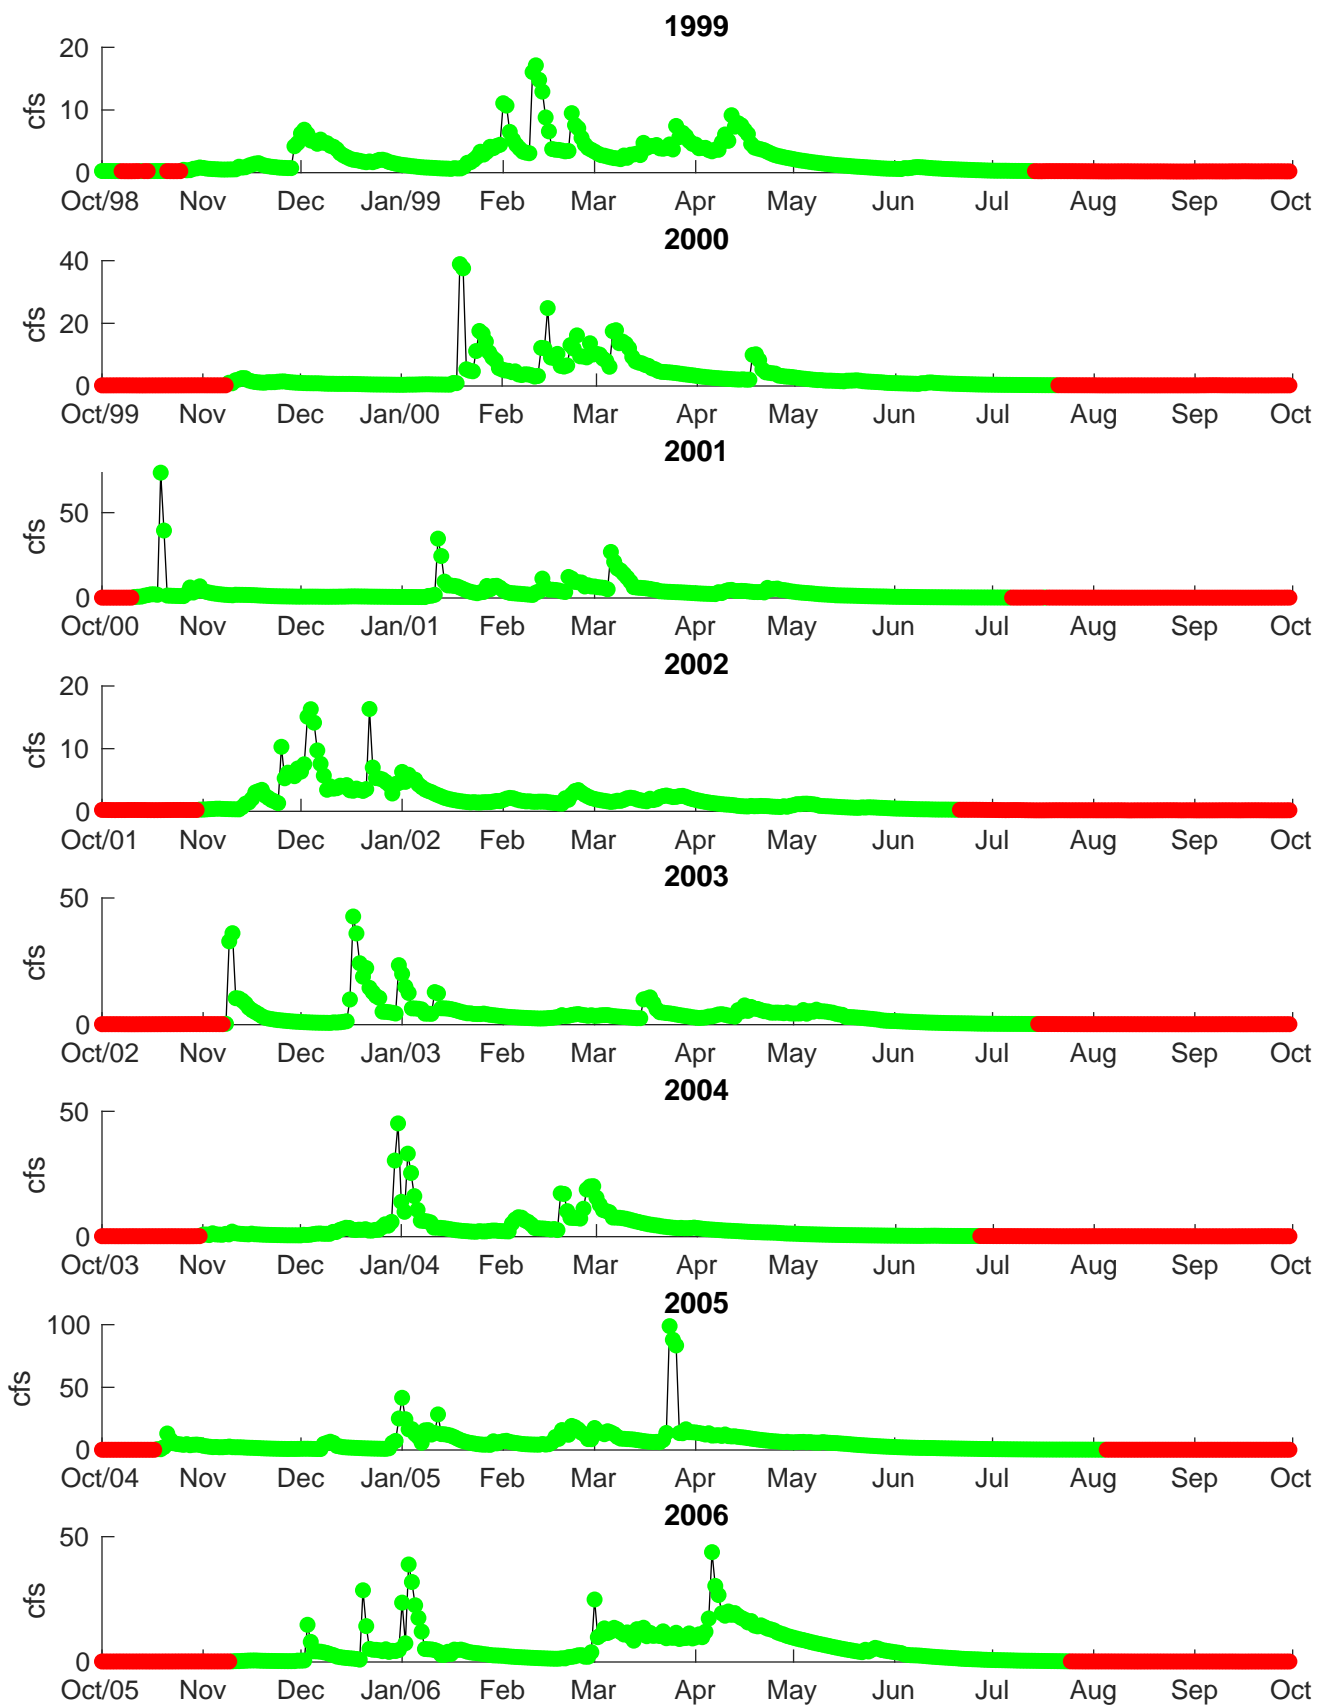 1999
20
10
0
cfs
Oct/98 Nov Dec Jan/99 Feb Mar Apr May Jun Jul Aug Sep Oct
2000
40
20
0
cfs
Oct/99 Nov Dec Jan/00 Feb Mar Apr May Jun Jul Aug Sep Oct
2001
50
0
cfs
Oct/00 Nov Dec Jan/01 Feb Mar Apr May Jun Jul Aug Sep Oct
2002
20
10
0
cfs
Oct/01 Nov Dec Jan/02 Feb Mar Apr May Jun Jul Aug Sep Oct
2003
50
0
cfs
Oct/02 Nov Dec Jan/03 Feb Mar Apr May Jun Jul Aug Sep Oct
2004
50
0
cfs
Oct/03 Nov Dec Jan/04 Feb Mar Apr May Jun Jul Aug Sep Oct
2005
100
50
0
cfs
Oct/04 Nov Dec Jan/05 Feb Mar Apr May Jun Jul Aug Sep Oct
2006
50
0
cfs
Oct/05 Nov Dec Jan/06 Feb Mar Apr May Jun Jul Aug Sep Oct